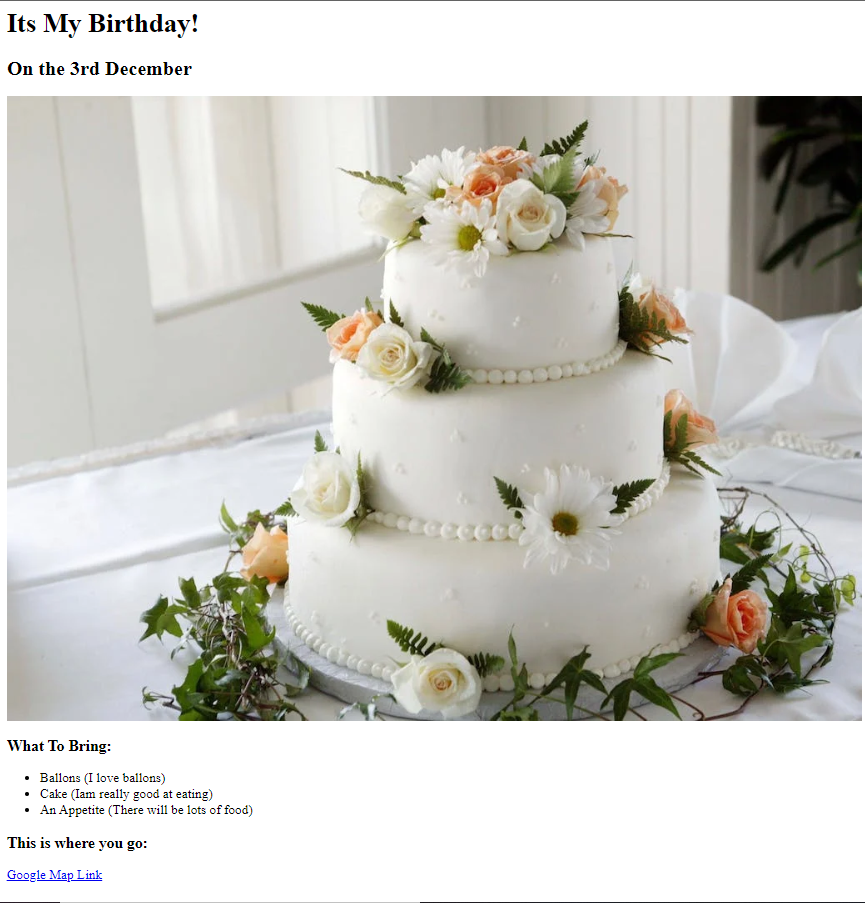 Its My Birthday!
On the 3rd December
What To Bring:
Ballons (I love ballons)
Cake (Iam really good at eating)
An Appetite (There will be lots of food)
This is where you go:
Google Map Link